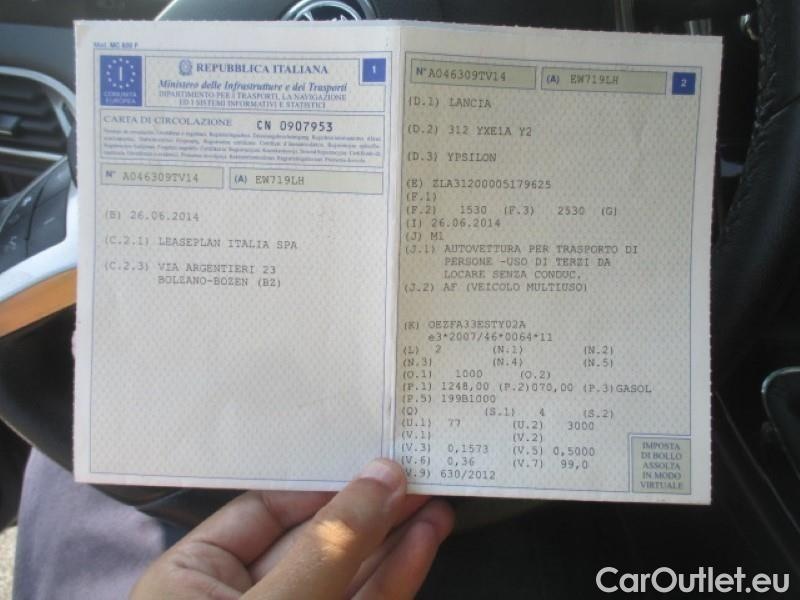 Mod. MC 820 F
COMUNITÀ
EUROPEA
REPUBBLICA ITALIANA
1
Ministero delle Infrastrutture e dei Trasporti
DIPARTIMENTO PER I TRASPORTI, LA NAVIGAZIONE
ED I SISTEMI INFORMATIVI E STATISTICI
CARTA DI CIRCOLAZIONE CN 0907953
N° A046309TV14 (A) EW719LH
(B) 26.06.2014
(C.2.1) LEASEPLAN ITALIA SPA
(C.2.3) VIA ARGENTIERI 23
BOLZANO-BOZEN (BZ)
N° A046309TV14 (A) EW719LH 2
(D.1) LANCIA
(D.2) 312 YXE1A Y2
(D.3) YPSILON
(E) ZLA31200005179625
(F.1)
(F.2) 1530 (F.3) 2530 (G)
(I) 26.06.2014
(J) M1
(J.1) AUTOVETTURA PER TRASPORTO DI
PERSONE -USO DI TERZI DA
LOCARE SENZA CONDUC.
(J.2) AF (VEICOLO MULTIUSO)
(K) OEZFA33ESTY02A
e3*2007/46*0064*11
(L) 2 (N.1) (N.2)
(N.3) (N.4) (N.5)
(O.1) 1000 (O.2)
(P.1) 1248,00 (P.2)070,00 (P.3)GASOL
(P.5) 199B1000
(Q) (S.1) 4 (S.2)
(U.1) 77 (U.2) 3000
(V.1) (V.2)
(V.3) 0,1573 (V.5) 0,5000
(V.6) 0,36 (V.7) 99,0
(V.9) 630/2012
IMPOSTA
DI BOLLO
ASSOLTA
IN MODO
VIRTUALE
CarOutlet.eu